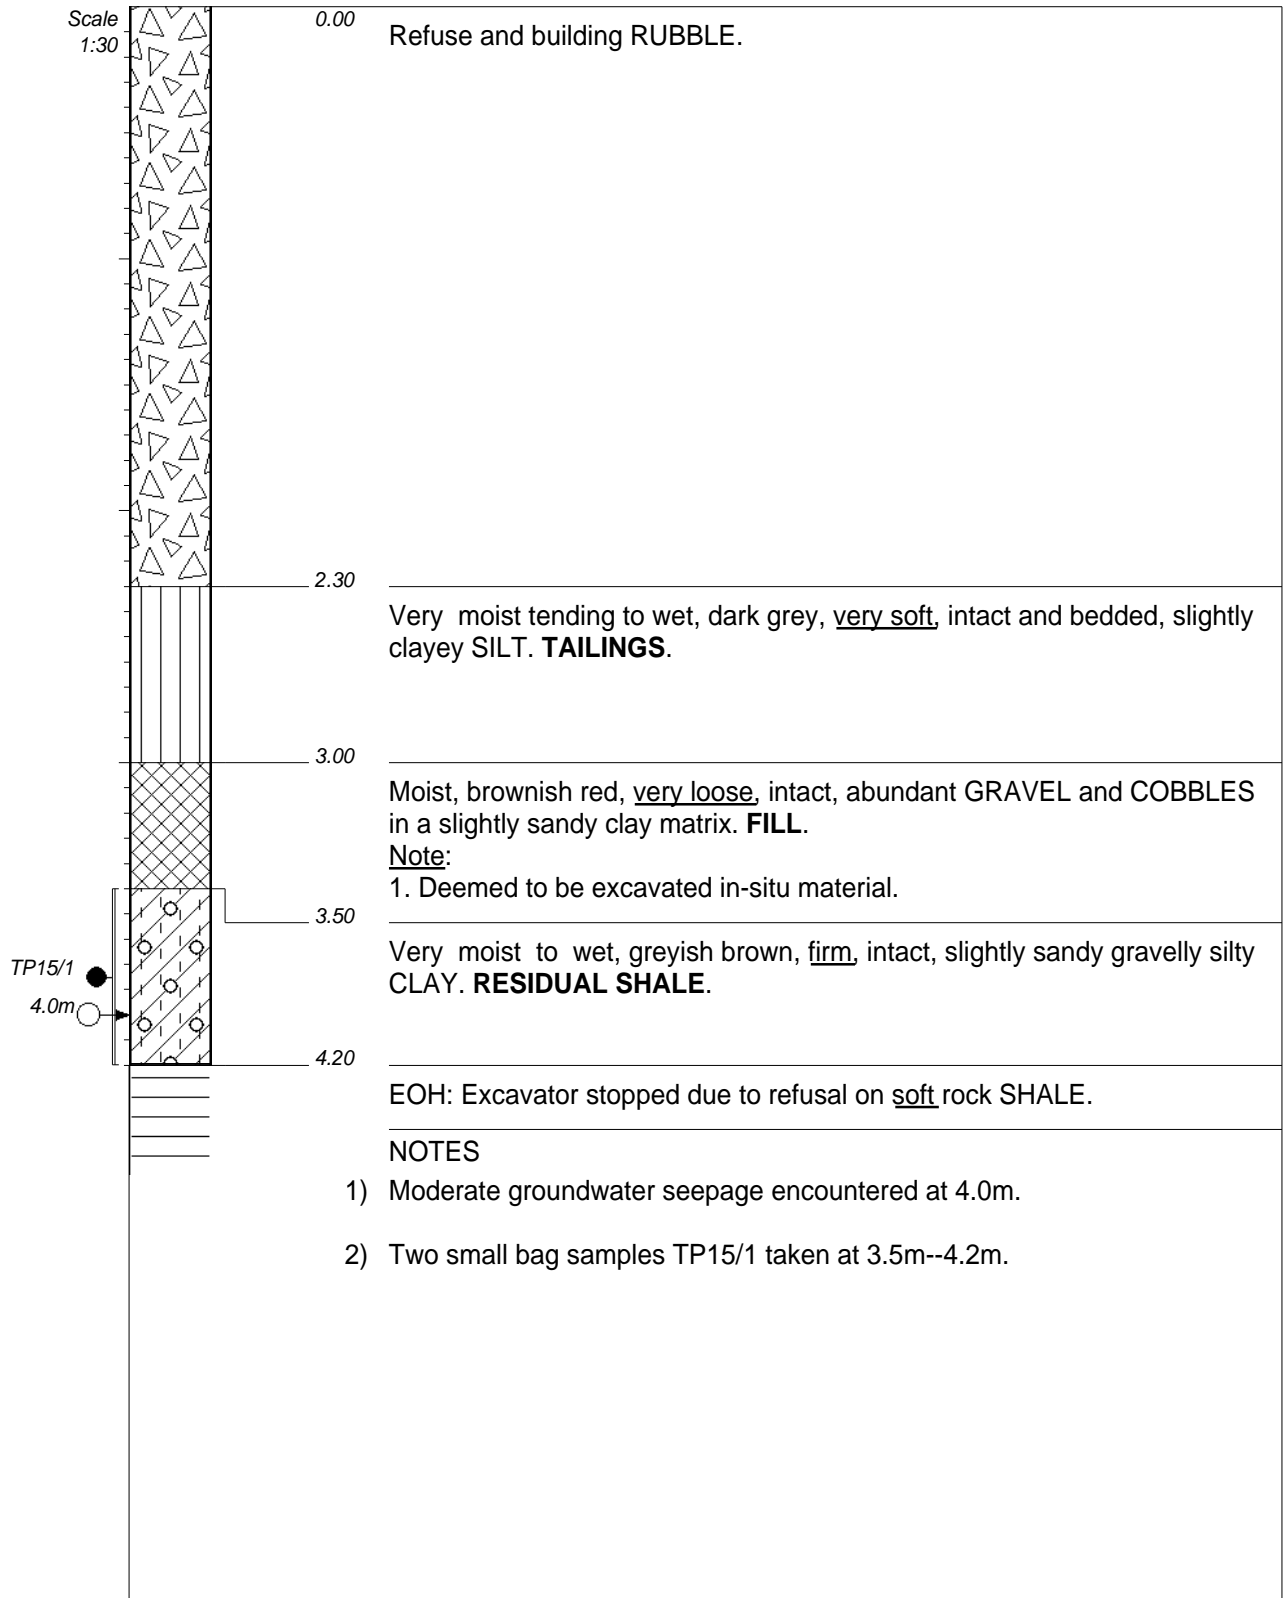 Scale
1:30
0.00
Refuse and building RUBBLE.
2.30
Very moist tending to wet, dark grey, very soft, intact and bedded, slightly
clayey SILT. TAILINGS.
3.00
Moist, brownish red, very loose, intact, abundant GRAVEL and COBBLES
in a slightly sandy clay matrix. FILL.
Note:
1. Deemed to be excavated in-situ material.
3.50
Very moist to wet, greyish brown, firm, intact, slightly sandy gravelly silty
CLAY. RESIDUAL SHALE.
TP15/1
4.0m
4.20
EOH: Excavator stopped due to refusal on soft rock SHALE.
NOTES
1) Moderate groundwater seepage encountered at 4.0m.
2) Two small bag samples TP15/1 taken at 3.5m--4.2m.